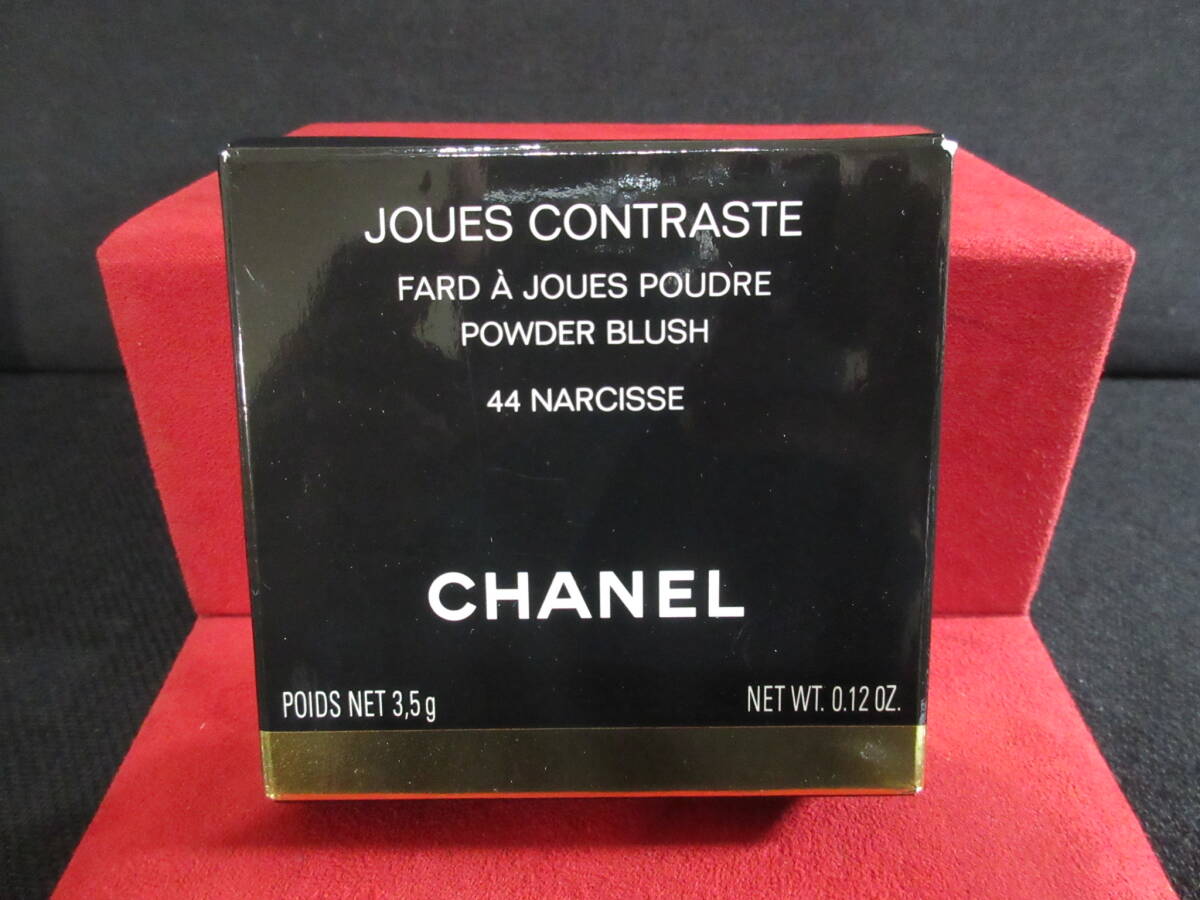 JOUES CONTRASTE
FARD À JOUES POUDRE
POWDER BLUSH
44 NARCISSE
CHANEL
POIDS NET 3,5 g
NET WT. 0.12 OZ.